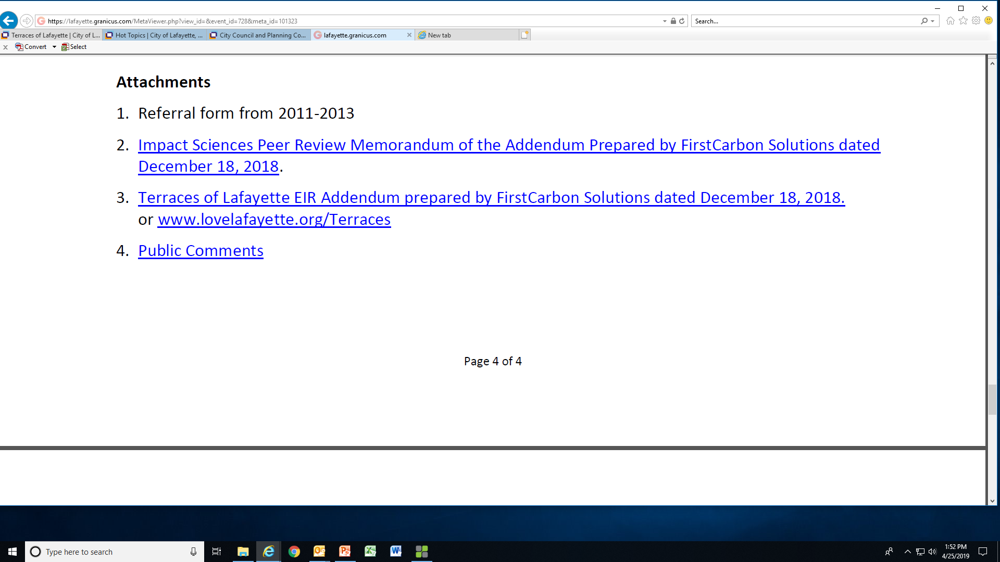 https://lafayette.granicus.com/MetaViewer.php?view_id=&event_id=728&meta_id=101323
Search...
Terraces of Lafayette | City of L...
Hot Topics | City of Lafayette, ...
City Council and Planning Co...
lafayette.granicus.com
New tab
x Convert Select
Attachments
1. Referral form from 2011-2013
2. Impact Sciences Peer Review Memorandum of the Addendum Prepared by FirstCarbon Solutions dated
December 18, 2018.
3. Terraces of Lafayette EIR Addendum prepared by FirstCarbon Solutions dated December 18, 2018.
or www.lovelafayette.org/Terraces
4. Public Comments
Page 4 of 4
Type here to search
1:52 PM
4/25/2019